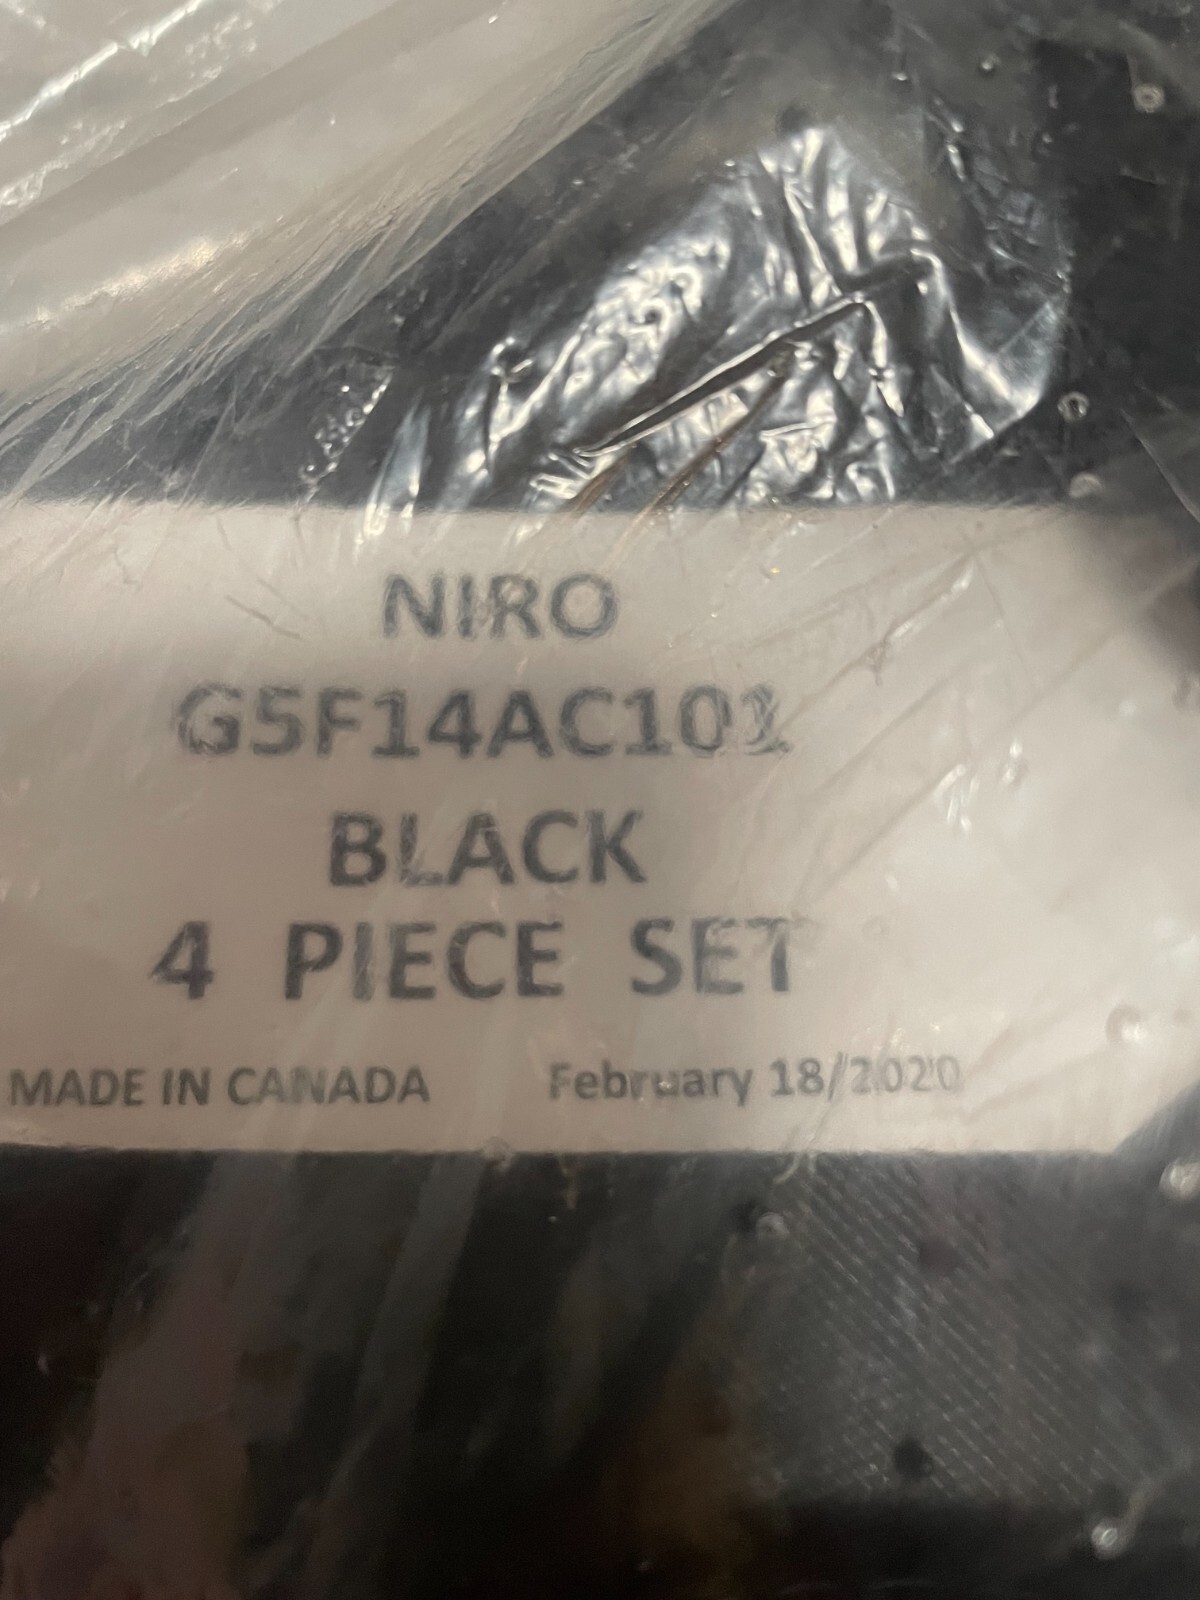 NIRO
G5F14AC101
BLACK
4 PIECE SET
MADE IN CANADA February 18/2020